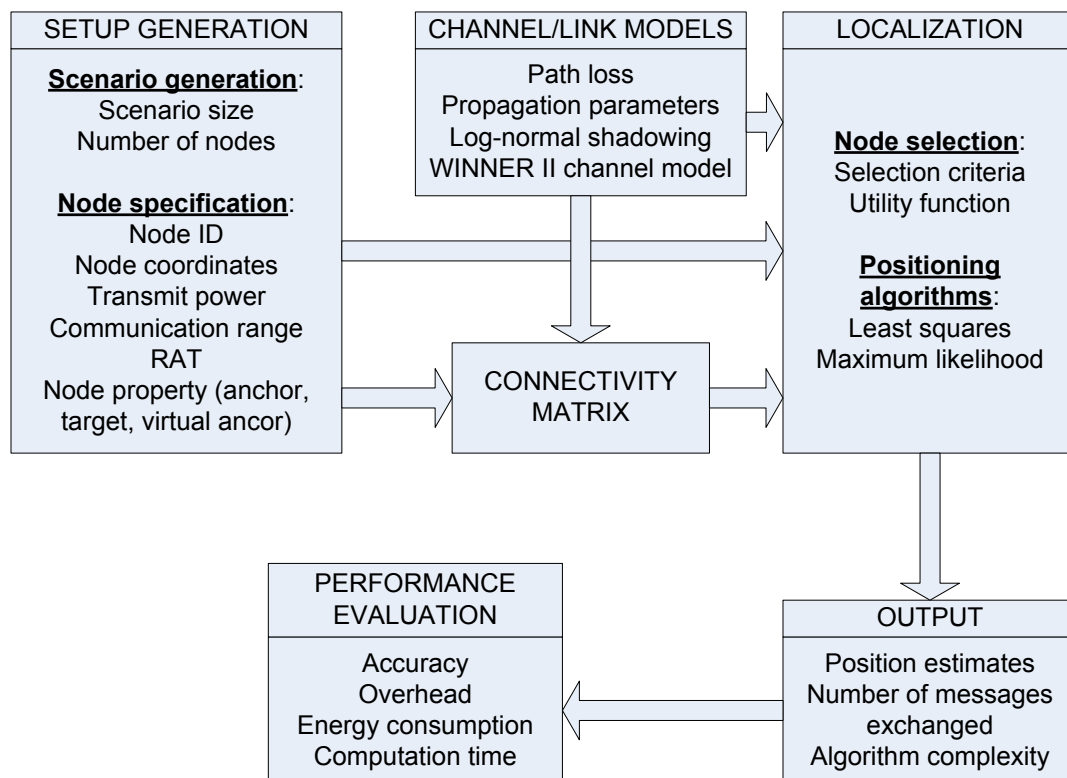 SETUP GENERATION
Scenario generation:
Scenario size
Number of nodes
Node specification:
Node ID
Node coordinates
Transmit power
Communication range
RAT
Node property (anchor,
target, virtual ancor)
CHANNEL/LINK MODELS
Path loss
Propagation parameters
Log-normal shadowing
WINNER II channel model
CONNECTIVITY
MATRIX
LOCALIZATION
Node selection:
Selection criteria
Utility function
Positioning
algorithms:
Least squares
Maximum likelihood
OUTPUT
Position estimates
Number of messages
exchanged
Algorithm complexity
PERFORMANCE
EVALUATION
Accuracy
Overhead
Energy consumption
Computation time